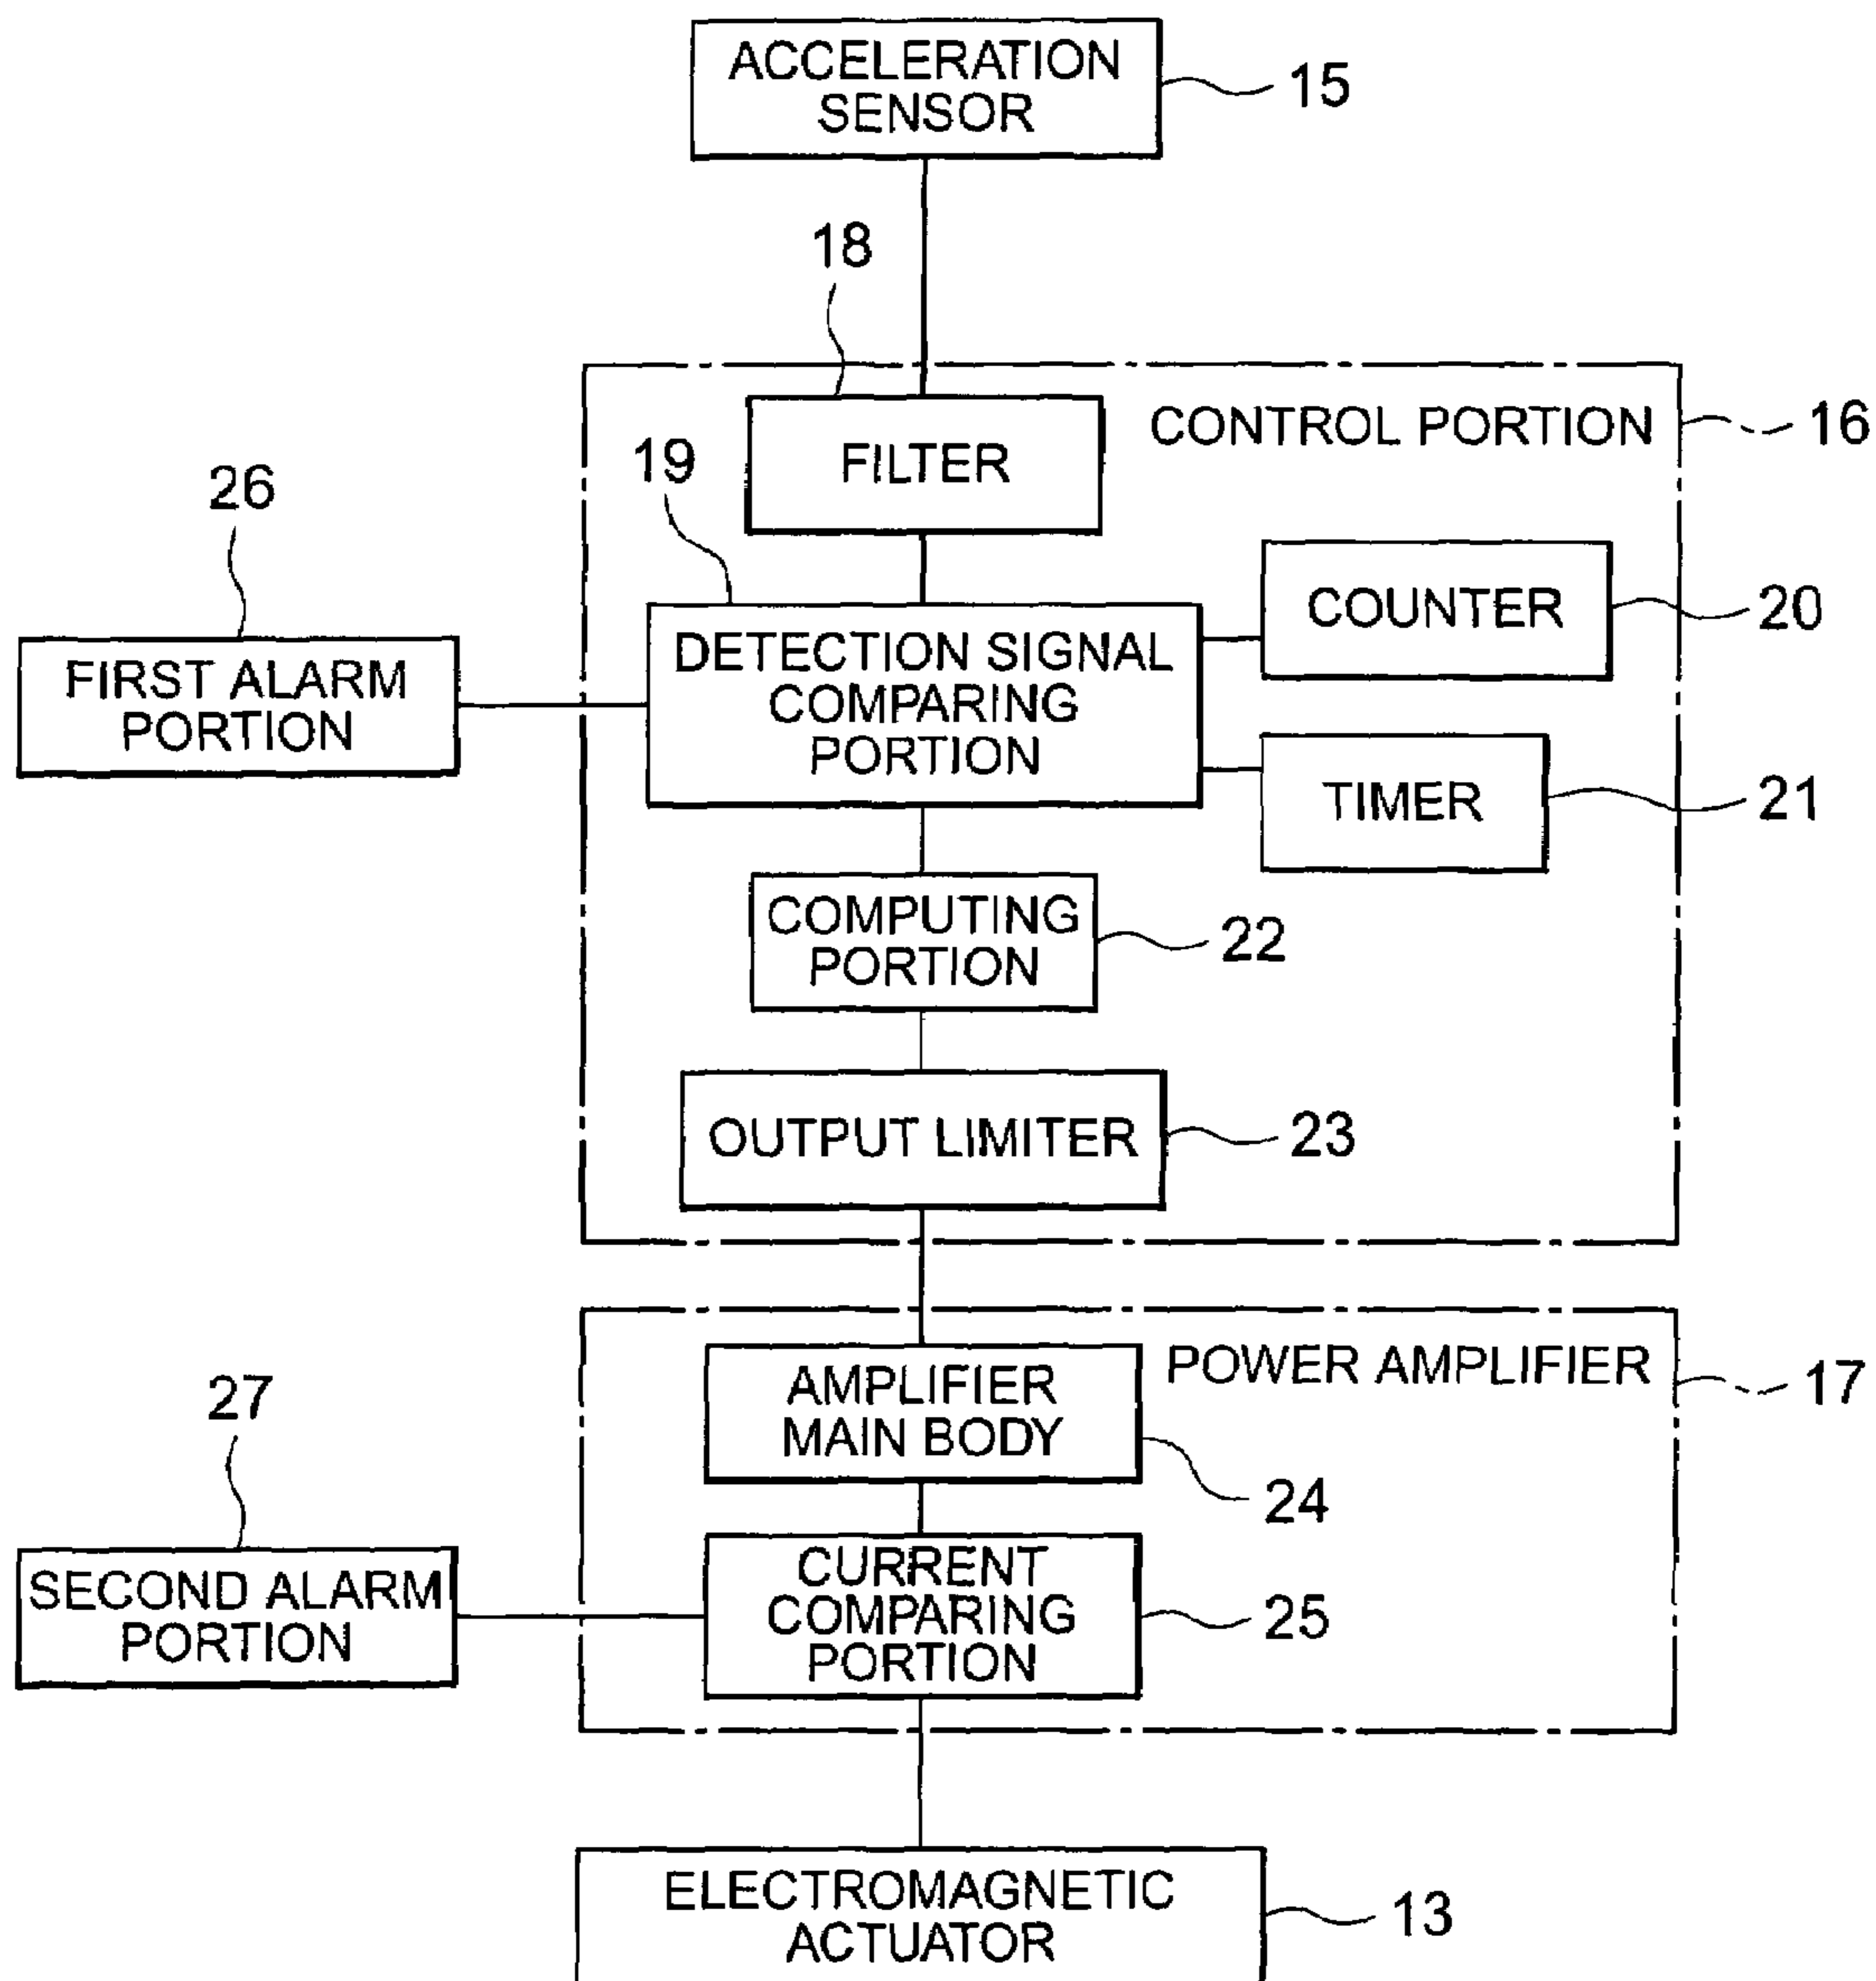 ACCELERATION
SENSOR
15
18
CONTROL PORTION
16
FILTER
19
26
COUNTER
20
FIRST ALARM
PORTION
DETECTION SIGNAL
COMPARING
PORTION
TIMER
21
COMPUTING
PORTION
22
OUTPUT LIMITER
23
POWER AMPLIFIER
17
AMPLIFIER
MAIN BODY
24
27
SECOND ALARM
PORTION
CURRENT
COMPARING
PORTION
25
ELECTROMAGNETIC
ACTUATOR
13